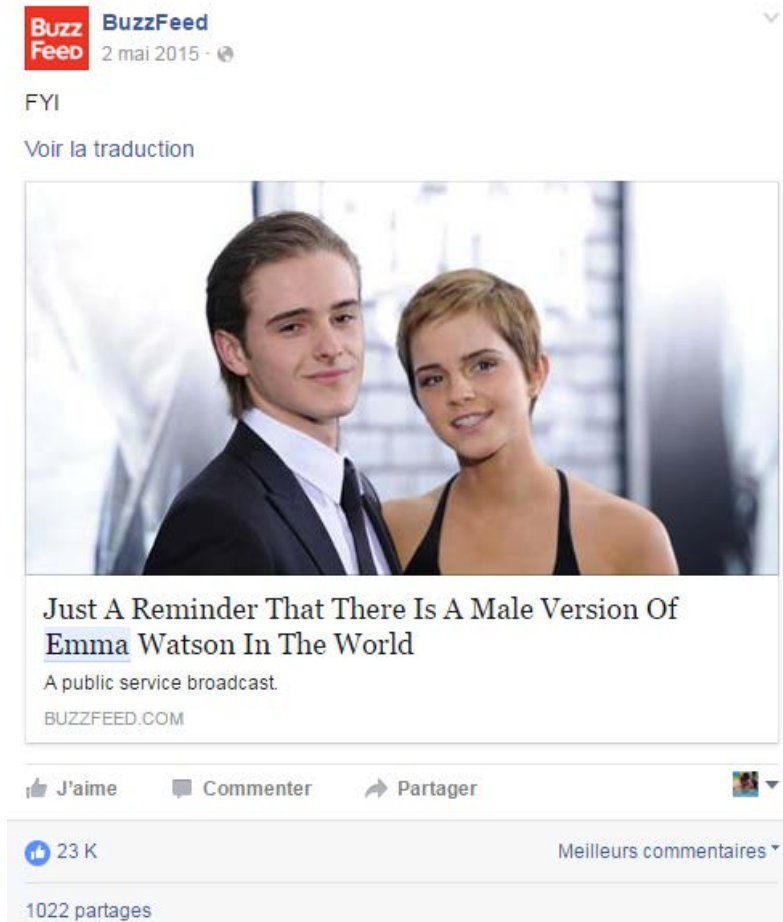 Buzz
FeeD
BuzzFeed
2 mai 2015 ·
FYI
Voir la traduction
Just A Reminder That There Is A Male Version Of
Emma Watson In The World
A public service broadcast.
BUZZFEED.COM
J'aime Commenter Partager
23 K Meilleurs commentaires
1022 partages